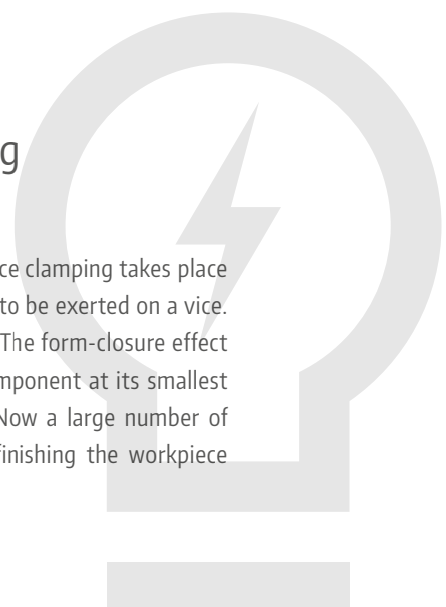 g
ce clamping takes place
to be exerted on a vice.
The form-closure effect
mponent at its smallest
Now a large number of
finishing the workpiece